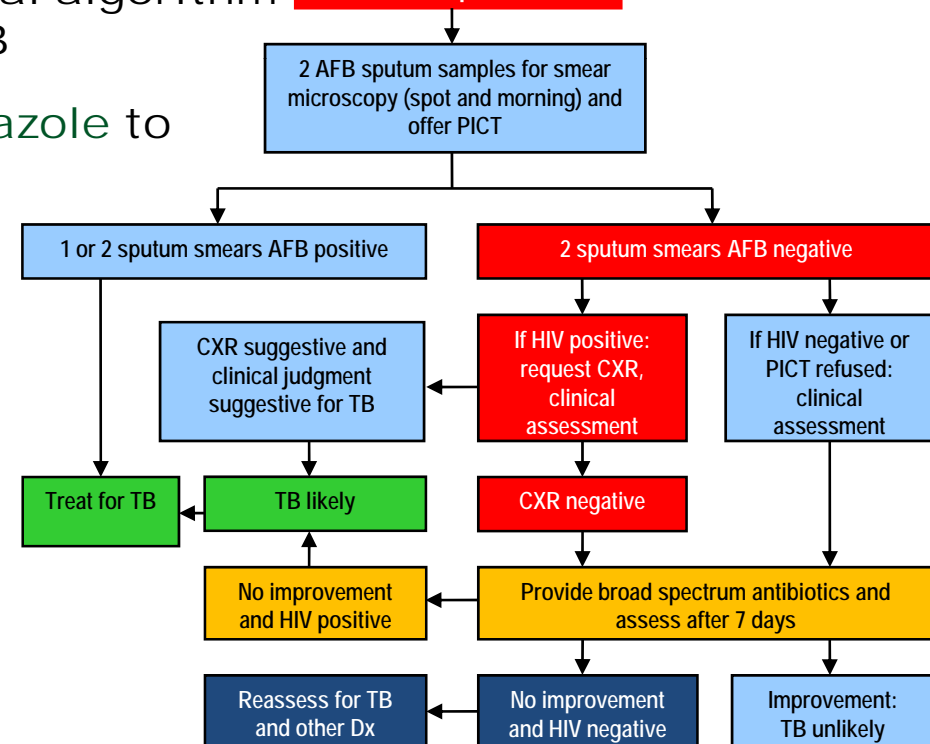 al algorithm
2 AFB sputum samples for smear
microscopy (spot and morning) and
offer PICT
azole to
1 or 2 sputum smears AFB positive
2 sputum smears AFB negative
CXR suggestive and
clinical judgment
suggestive for TB
If HIV positive:
request CXR,
clinical
assessment
If HIV negative or
PICT refused:
clinical
assessment
Treat for TB
TB likely
CXR negative
No improvement
and HIV positive
Provide broad spectrum antibiotics and
assess after 7 days
Reassess for TB
and other Dx
No improvement
and HIV negative
Improvement:
TB unlikely